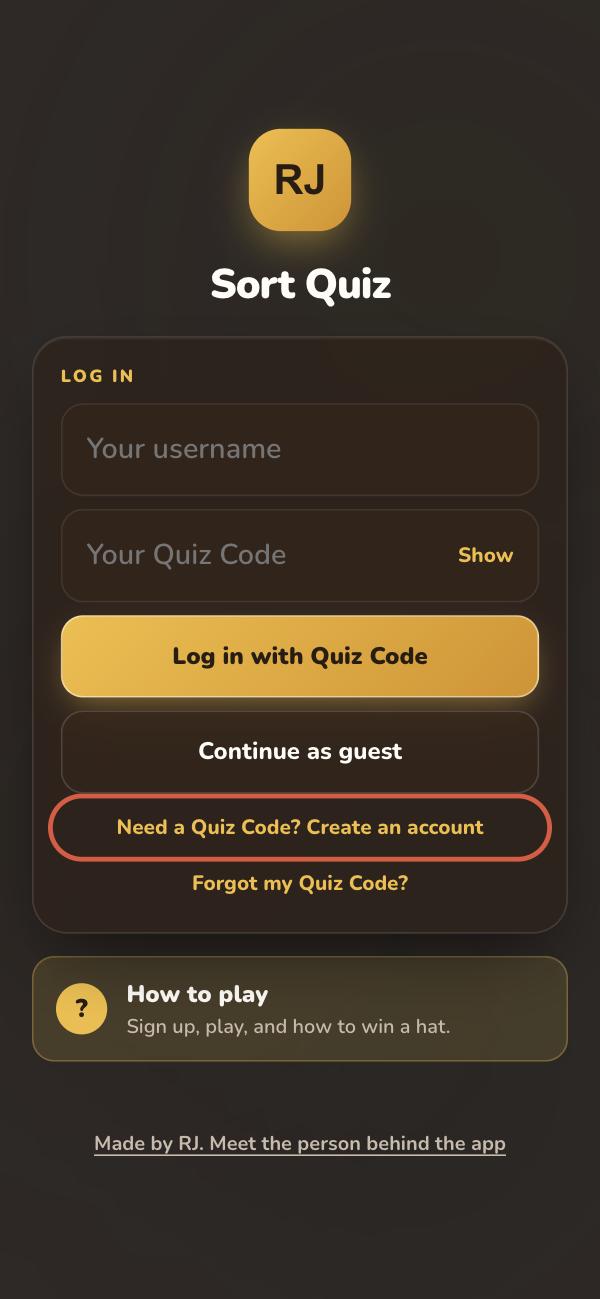 RJ
Sort Quiz
LOG IN
Your username
Your Quiz Code
Show
Log in with Quiz Code
Continue as guest
Need a Quiz Code? Create an account
Forgot my Quiz Code?
?
How to play
Sign up, play, and how to win a hat.
Made by RJ. Meet the person behind the app